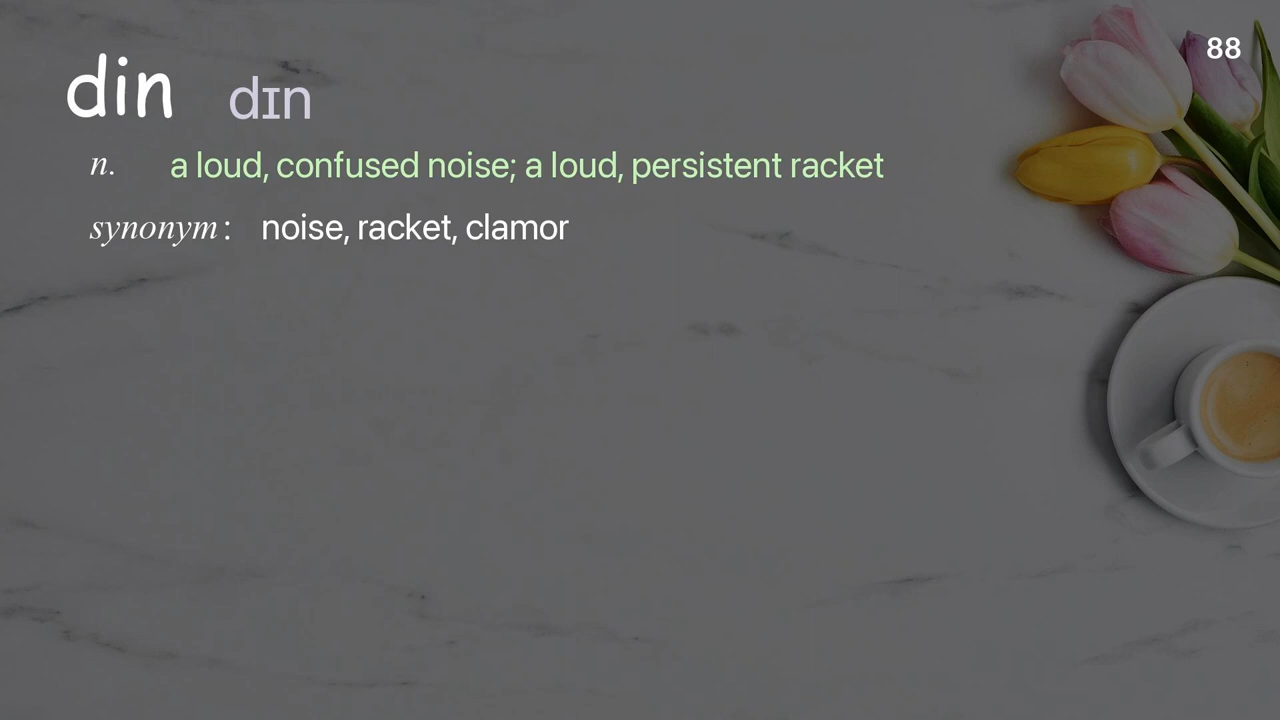 88
din dɪn
n. a loud, confused noise; a loud, persistent racket
synonym: noise, racket, clamor